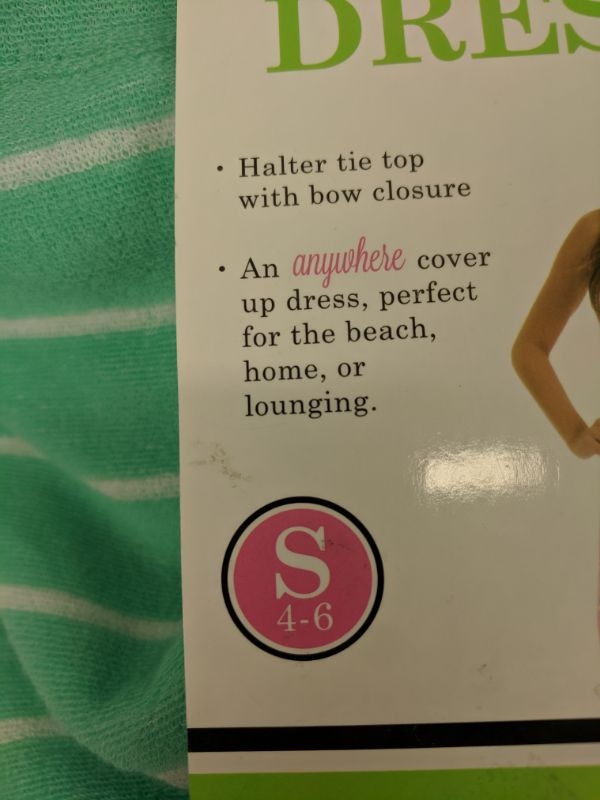 DRES
• Halter tie top
with bow closure
• An anywhere cover
up dress, perfect
for the beach,
home, or
lounging.
S
4-6